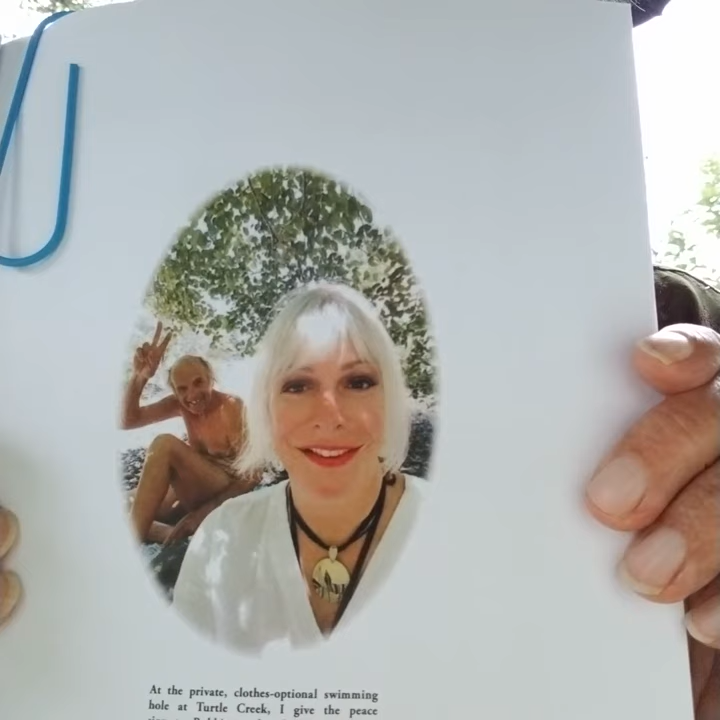 At the private, clothes-optional swimming
hole at Turtle Creek, I give the peace